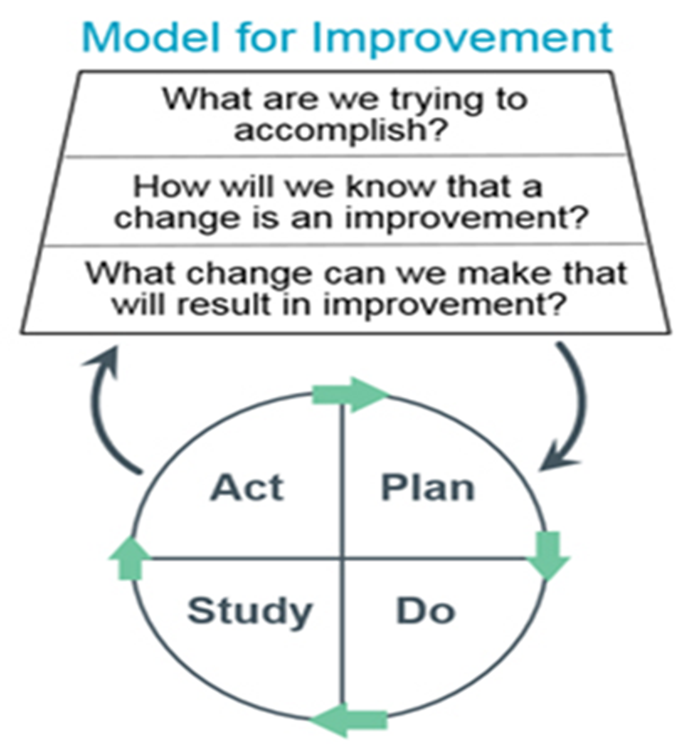 Model for Improvement
What are we trying to
accomplish?
How will we know that a
change is an improvement?
What change can we make that
will result in improvement?
Act
Plan
Study
Do